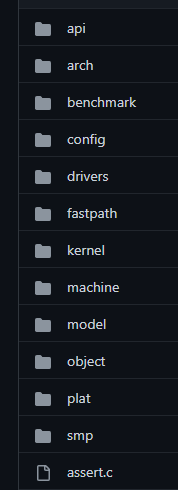 api
arch
benchmark
config
drivers
fastpath
kernel
machine
model
object
plat
smp
assert.c